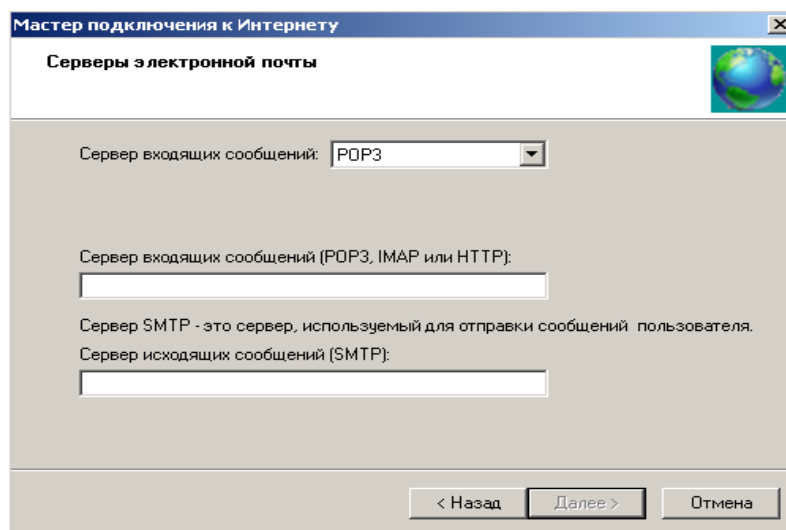 Мастер подключения к Интернету
Серверы электронной почты
Сервер входящих сообщений: POP3
Сервер входящих сообщений (POP3, IMAP или HTTP):
Сервер SMTP - это сервер, используемый для отправки сообщений пользователя.
Сервер исходящих сообщений (SMTP):
< Назад Далее > Отмена